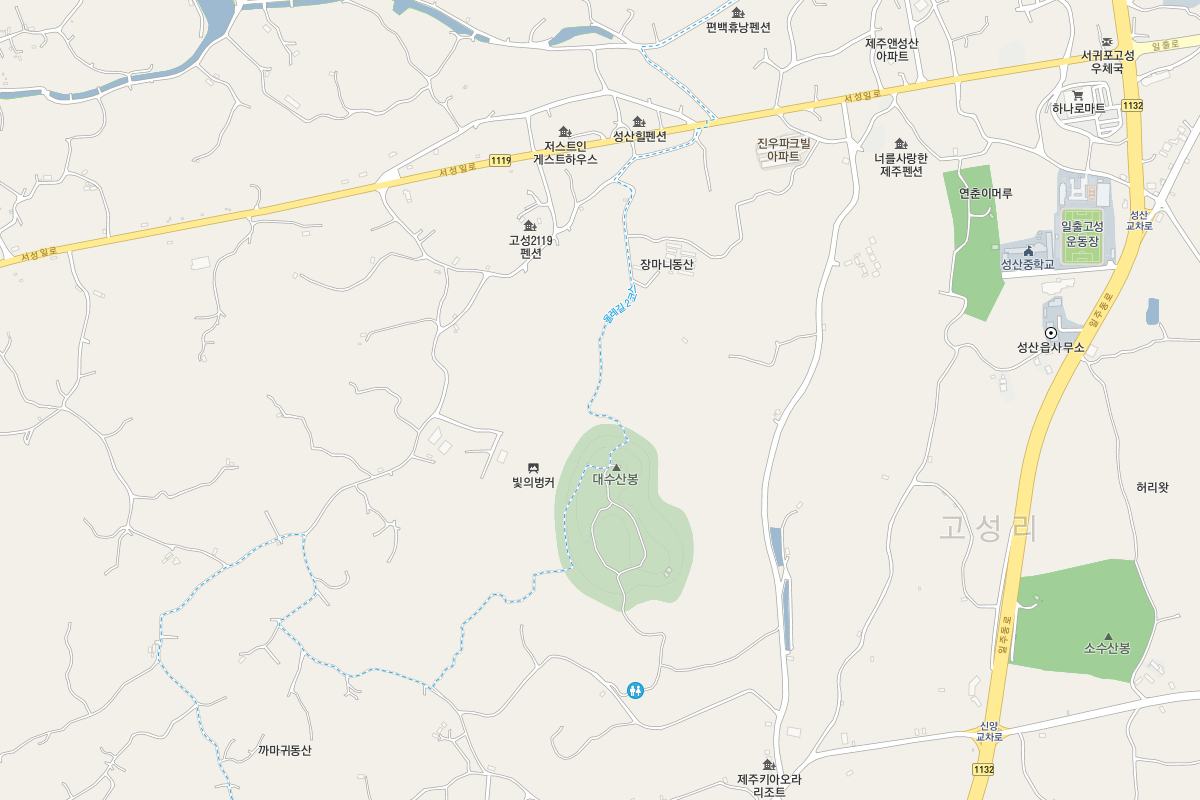 편백휴낭펜션
제주앤성산
아파트
서귀포고성
우체국
일출로
서성일로
하나로마트
1132
성산힐펜션
저스트인
게스트하우스
진우파크빌
아파트
너를사랑한
제주펜션
1119
서성일로
연춘이머루
일출고성
운동장
성산
교차로
고성2119
펜션
서성일로
장마니동산
성산중학교
올레길 2코스
일주동로
성산읍사무소
대수산봉
빛의벙커
허리왓
고성리
일주동로
소수산봉
신양
교차로
까마귀동산
1132
제주키아오라
리조트